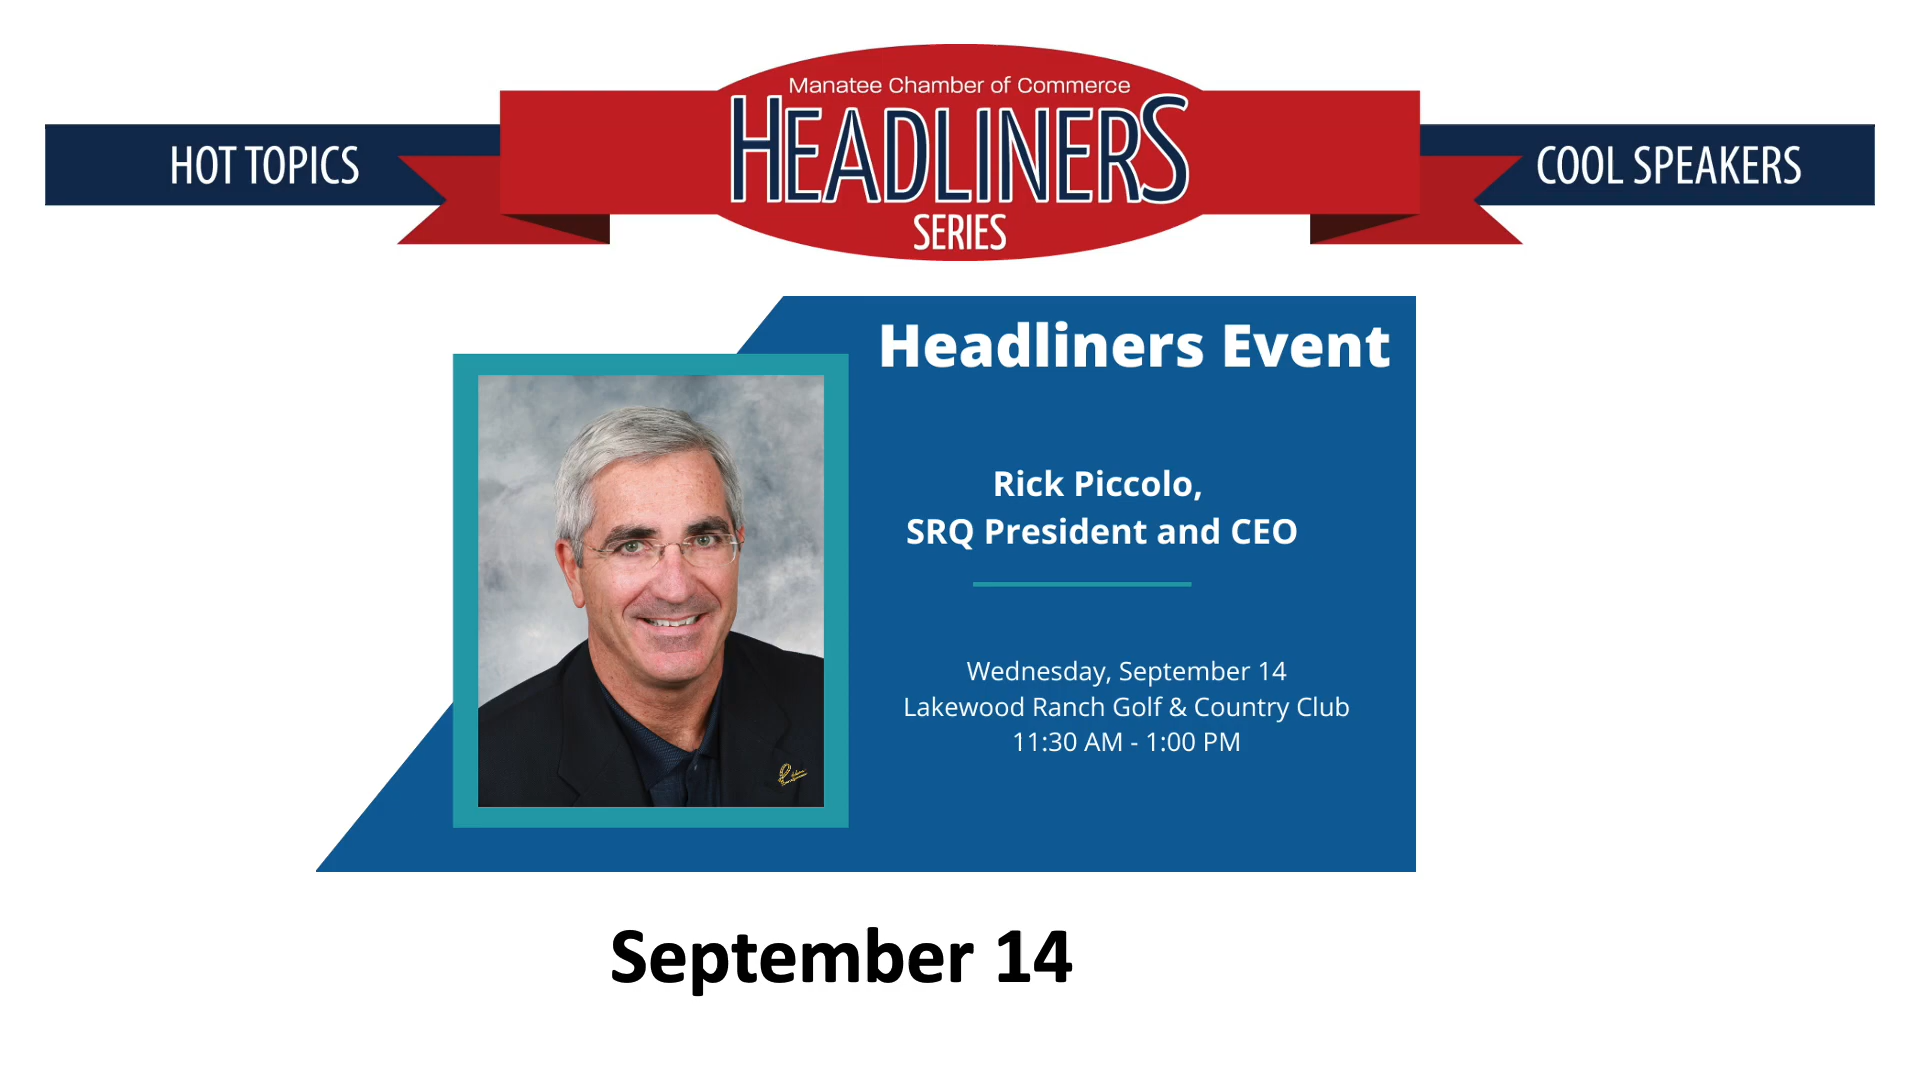 Manatee Chamber of Commerce
HEADLINERS
SERIES
HOT TOPICS
COOL SPEAKERS
Headliners Event
Rick Piccolo,
SRQ President and CEO
Wednesday, September 14
Lakewood Ranch Golf & Country Club
11:30 AM - 1:00 PM
September 14